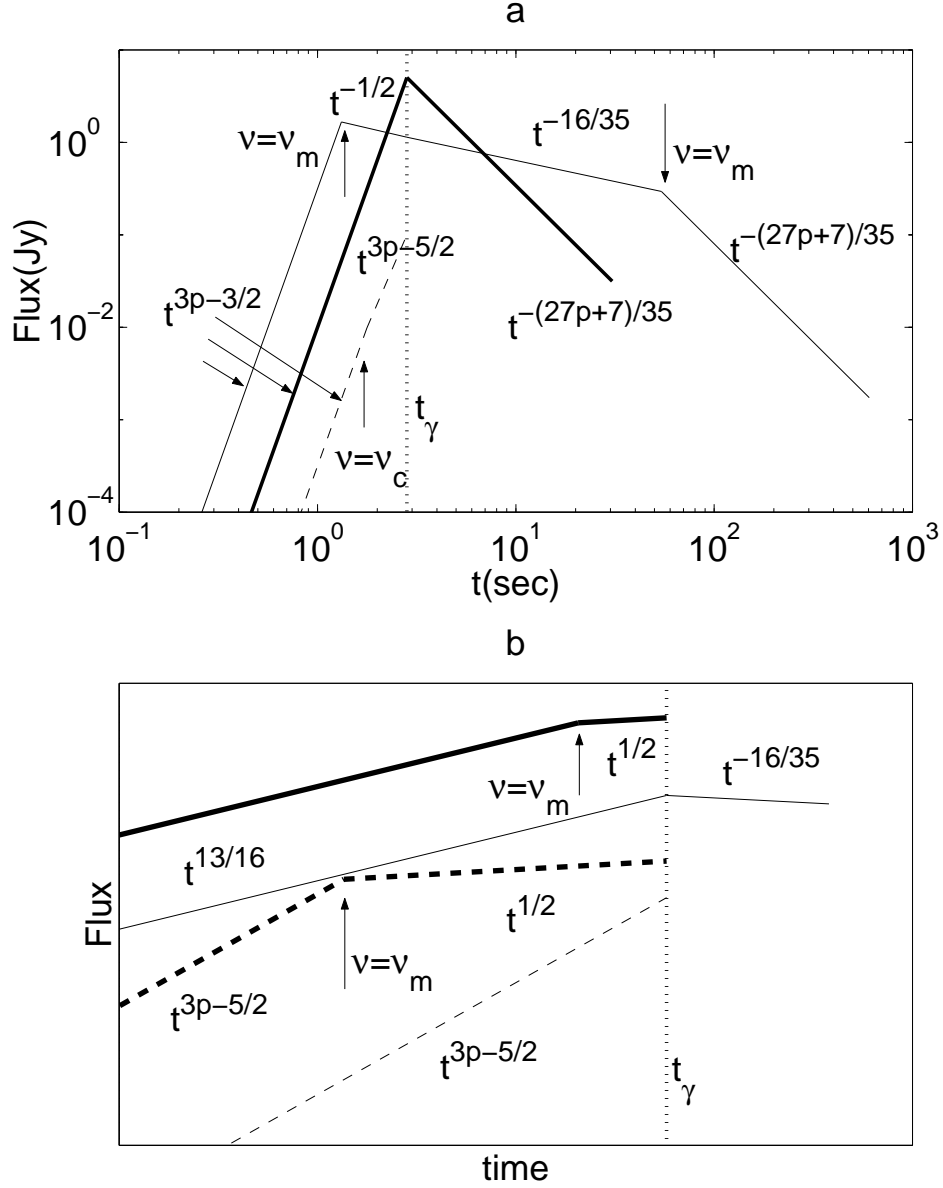 a
10^0
10^−2
10^−4
Flux(Jy)
t^−1/2
ν=ν_m
t^−16/35
ν=ν_m
t^3p−5/2
t^−(27p+7)/35
t^3p−3/2
t^−(27p+7)/35
t_γ
ν=ν_c
10^−1
10^0
10^1
10^2
10^3
t(sec)
b
Flux
t^1/2
t^−16/35
ν=ν_m
t^13/16
t^1/2
ν=ν_m
t^3p−5/2
t^3p−5/2
t_γ
time